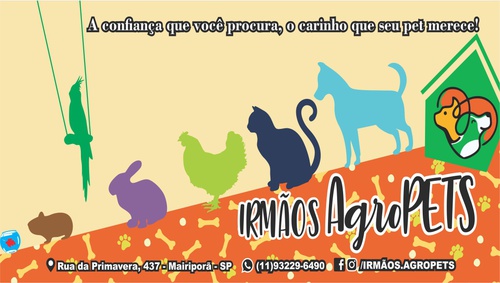 A confiança que você procura, o carinho que seu pet merece!
IRMÃOS AgroPETS
Rua da Primavera, 437 - Mairiporã - SP (11)93229-6490 /IRMÃOS.AGROPETS